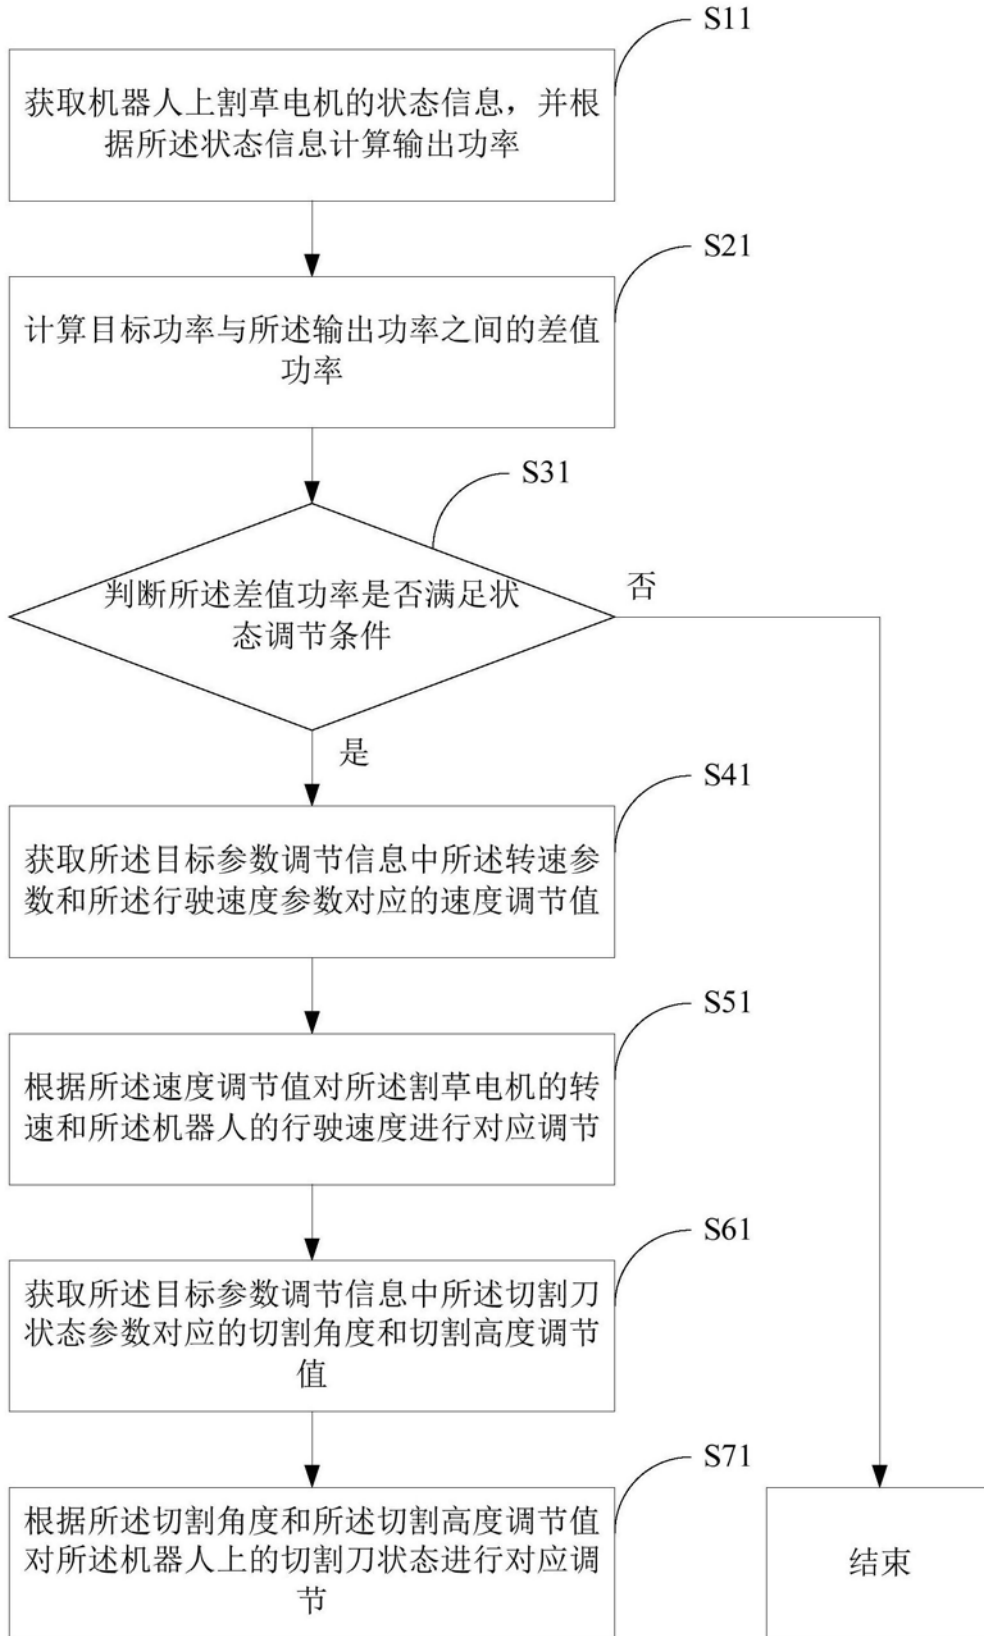 S11
获取机器人上割草电机的状态信息，并根
据所述状态信息计算输出功率
S21
计算目标功率与所述输出功率之间的差值
功率
S31
判断所述差值功率是否满足状
态调节条件
否
是
S41
获取所述目标参数调节信息中所述转速参
数和所述行驶速度参数对应的速度调节值
S51
根据所述速度调节值对所述割草电机的转
速和所述机器人的行驶速度进行对应调节
S61
获取所述目标参数调节信息中所述切割刀
状态参数对应的切割角度和切割高度调节
值
S71
根据所述切割角度和所述切割高度调节值
对所述机器人上的切割刀状态进行对应调
节
结束